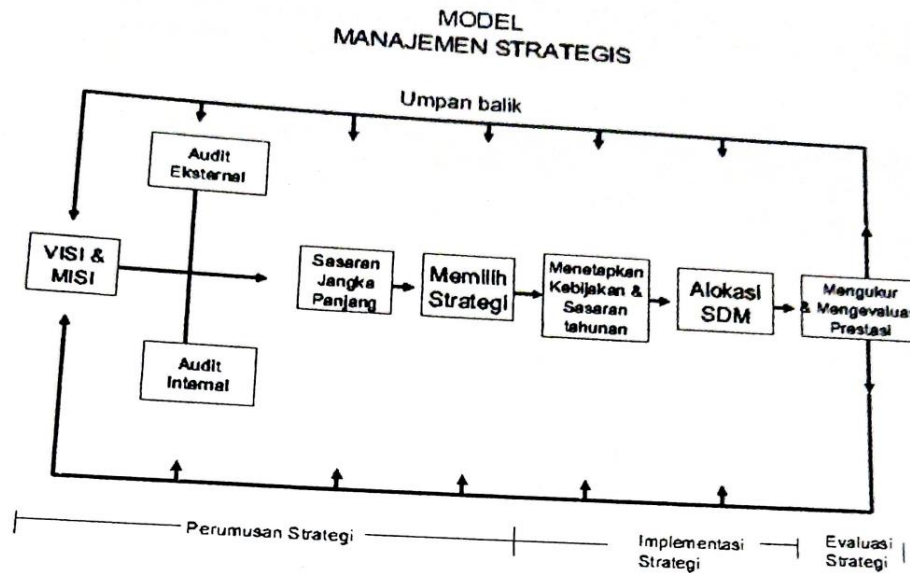 MODEL
MANAJEMEN STRATEGIS
Umpan balik
Audit
Eksternal
VISI &
MISI
Audit
Internal
Sasaran
Jangka
Panjang
Memilih
Strategi
Menetapkan
Kebijakan &
Sasaran
tahunan
Alokasi
SDM
Mengukur
& Mengevaluas
Prestasi
Perumusan Strategi
Implementasi
Strategi
Evaluasi
Strategi